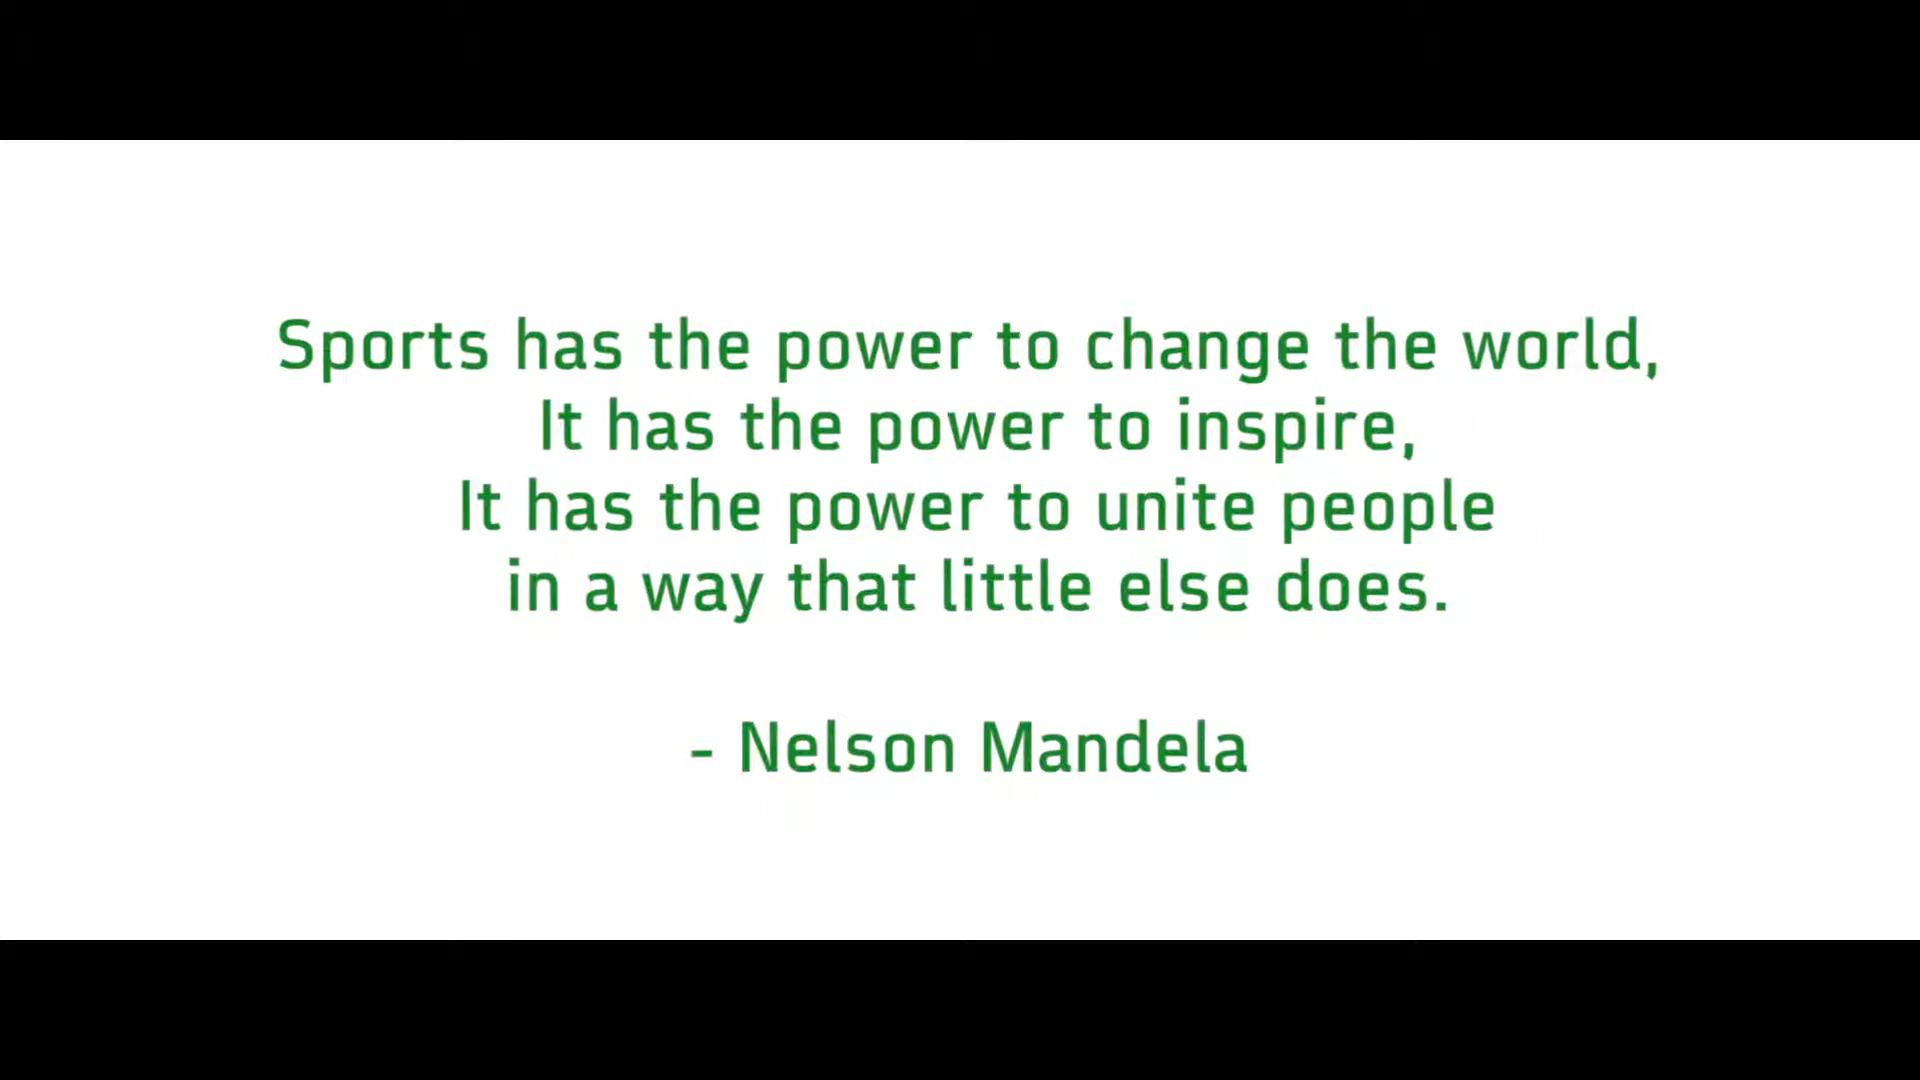 Sports has the power to change the world,
It has the power to inspire,
It has the power to unite people
in a way that little else does.
- Nelson Mandela